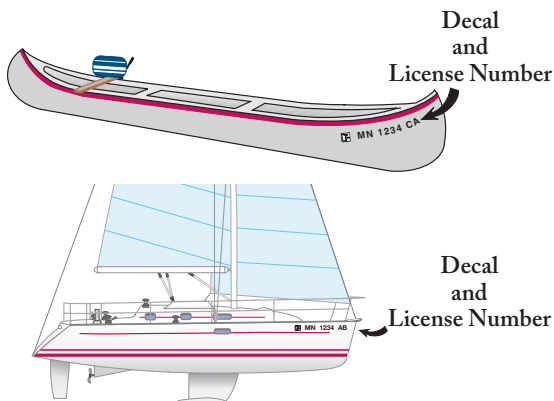 Decal
and
License Number
MN 1234 CA
Decal
and
License Number
MN 1234 AB